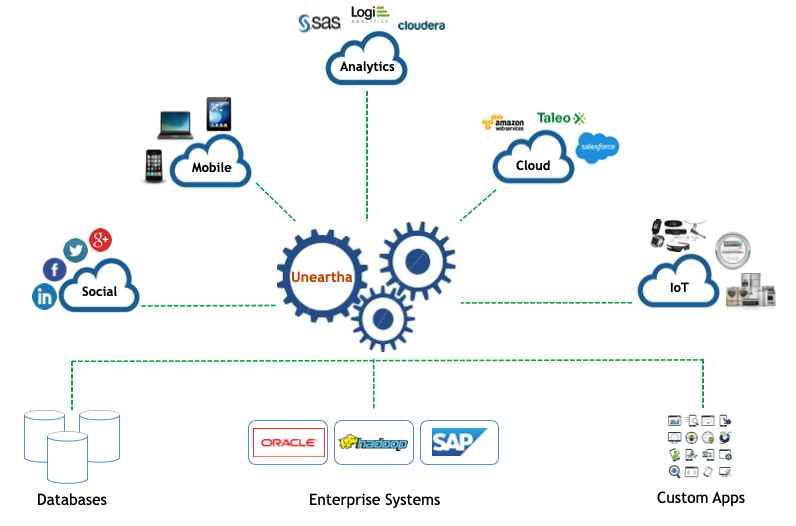 sas
Logi
ANALYTICS
cloudera
Analytics
Mobile
amazon
webservices
Taleo
salesforce
Cloud
g+
f
in
Social
Uneartha
IoT
ORACLE
hadoop
SAP
Databases
Enterprise Systems
Custom Apps